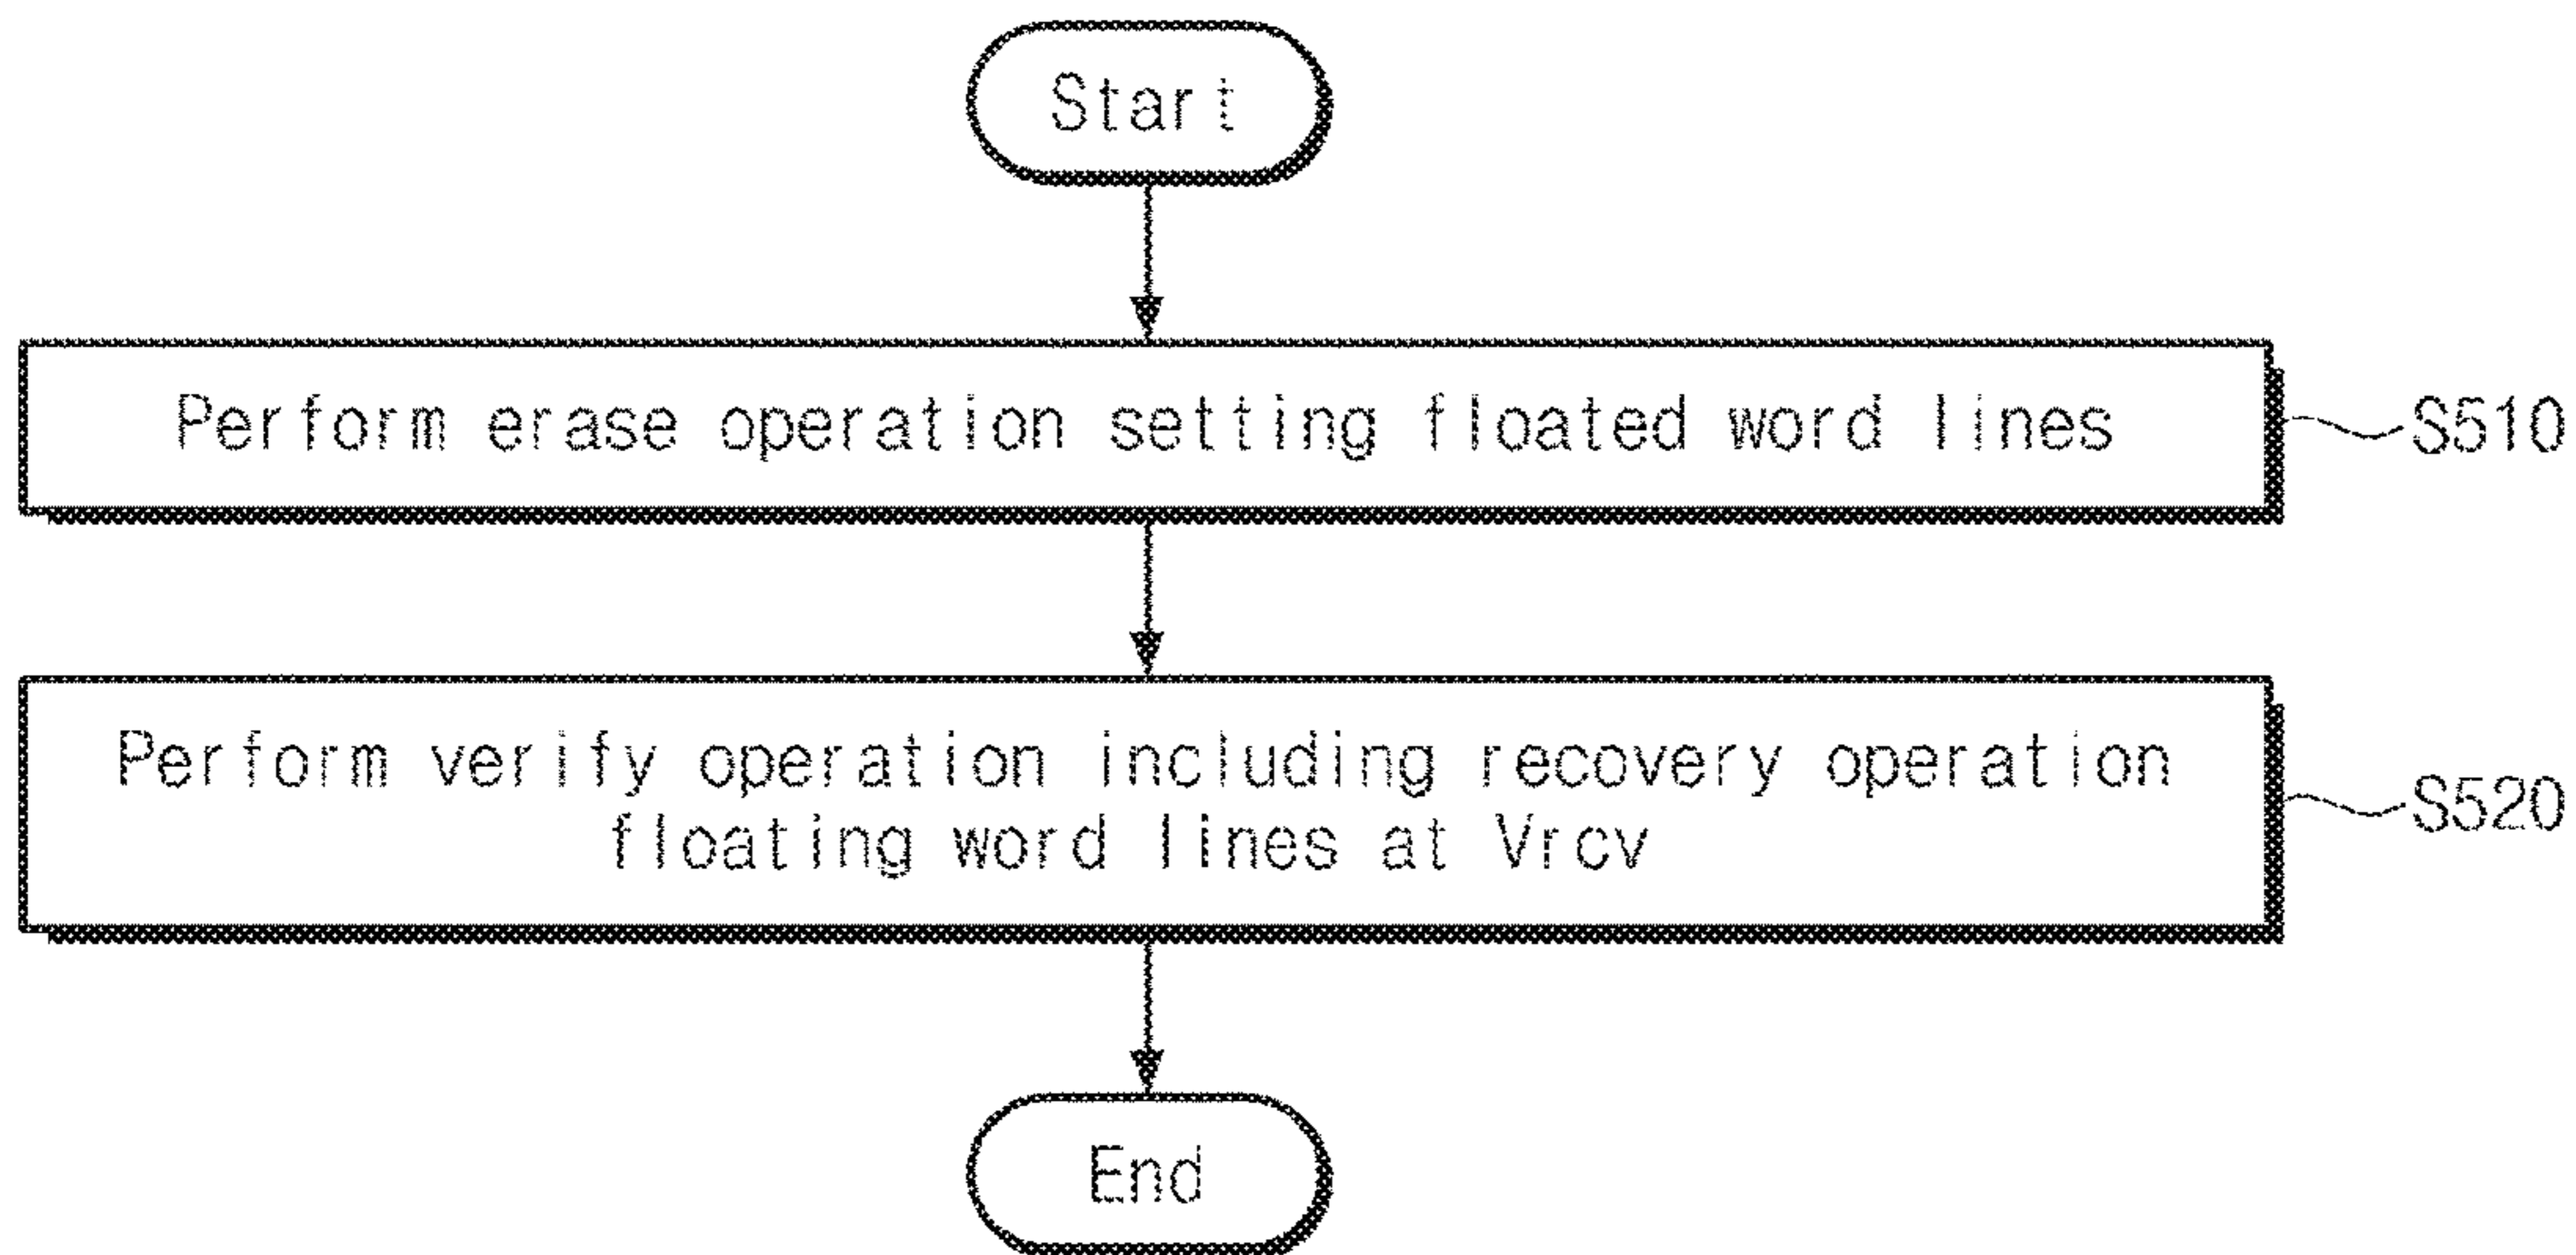 Start
Perform erase operation setting floated word lines
S510
Perform verify operation including recovery operation
floating word lines at Vrcv
S520
End